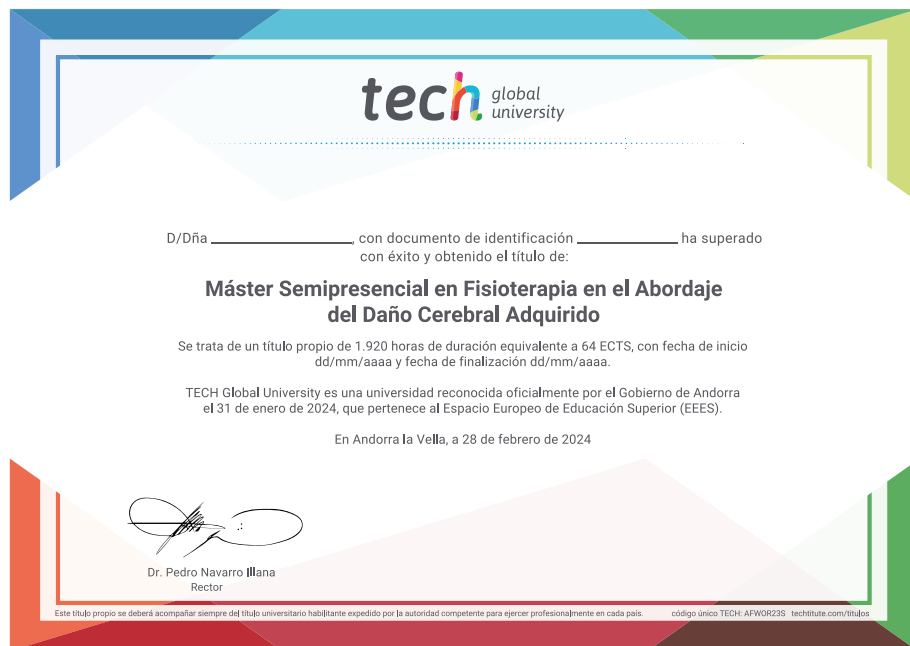 tech global university
D/Dña ________________, con documento de identificación ____________ ha superado
con éxito y obtenido el título de:
Máster Semipresencial en Fisioterapia en el Abordaje
del Daño Cerebral Adquirido
Se trata de un título propio de 1.920 horas de duración equivalente a 64 ECTS, con fecha de inicio
dd/mm/aaaa y fecha de finalización dd/mm/aaaa.
TECH Global University es una universidad reconocida oficialmente por el Gobierno de Andorra
el 31 de enero de 2024, que pertenece al Espacio Europeo de Educación Superior (EEES).
En Andorra la Vella, a 28 de febrero de 2024
Dr. Pedro Navarro Illana
Rector
Este título propio se deberá acompañar siempre del título universitario habilitante expedido por la autoridad competente para ejercer profesionalmente en cada país. código único TECH: AFWOR23S techtitute.com/titulos